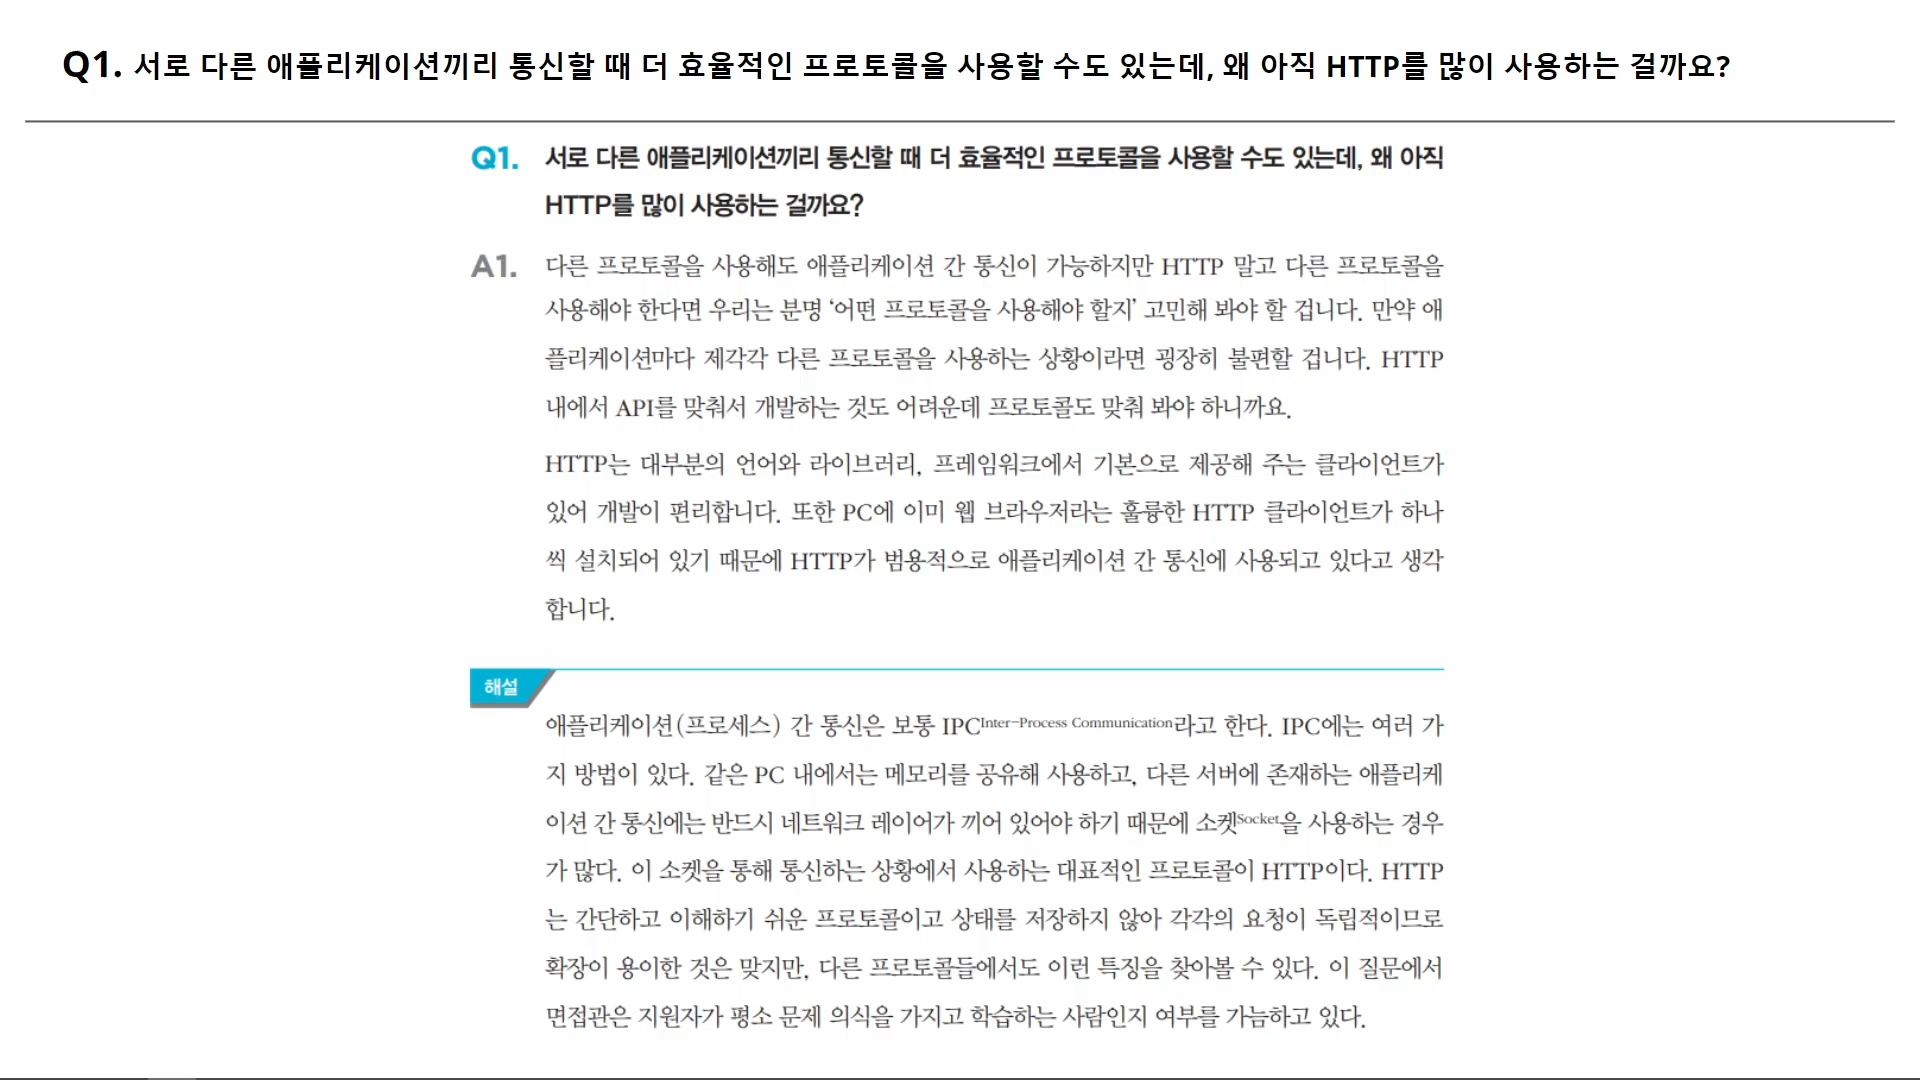 Q1. 서로 다른 애플리케이션끼리 통신할 때 더 효율적인 프로토콜을 사용할 수도 있는데, 왜 아직 HTTP를 많이 사용하는 걸까요?
Q1. 서로 다른 애플리케이션끼리 통신할 때 더 효율적인 프로토콜을 사용할 수도 있는데, 왜 아직
HTTP를 많이 사용하는 걸까요?
A1. 다른 프로토콜을 사용해도 애플리케이션 간 통신이 가능하지만 HTTP 말고 다른 프로토콜을
사용해야 한다면 우리는 분명 ‘어떤 프로토콜을 사용해야 할지’ 고민해 봐야 할 겁니다. 만약 애
플리케이션마다 제각각 다른 프로토콜을 사용하는 상황이라면 굉장히 불편할 겁니다. HTTP
내에서 API를 맞춰서 개발하는 것도 어려운데 프로토콜도 맞춰 봐야 하니까요.
HTTP는 대부분의 언어와 라이브러리, 프레임워크에서 기본으로 제공해 주는 클라이언트가
있어 개발이 편리합니다. 또한 PC에 이미 웹 브라우저라는 훌륭한 HTTP 클라이언트가 하나
씩 설치되어 있기 때문에 HTTP가 범용적으로 애플리케이션 간 통신에 사용되고 있다고 생각
합니다.
해설
애플리케이션(프로세스) 간 통신은 보통 IPC Inter-Process Communication라고 한다. IPC에는 여러 가
지 방법이 있다. 같은 PC 내에서는 메모리를 공유해 사용하고, 다른 서버에 존재하는 애플리케
이션 간 통신에는 반드시 네트워크 레이어가 끼어 있어야 하기 때문에 소켓Socket을 사용하는 경우
가 많다. 이 소켓을 통해 통신하는 상황에서 사용하는 대표적인 프로토콜이 HTTP이다. HTTP
는 간단하고 이해하기 쉬운 프로토콜이고 상태를 저장하지 않아 각각의 요청이 독립적이므로
확장이 용이한 것은 맞지만, 다른 프로토콜들에서도 이런 특징을 찾아볼 수 있다. 이 질문에서
면접관은 지원자가 평소 문제 의식을 가지고 학습하는 사람인지 여부를 가늠하고 있다.